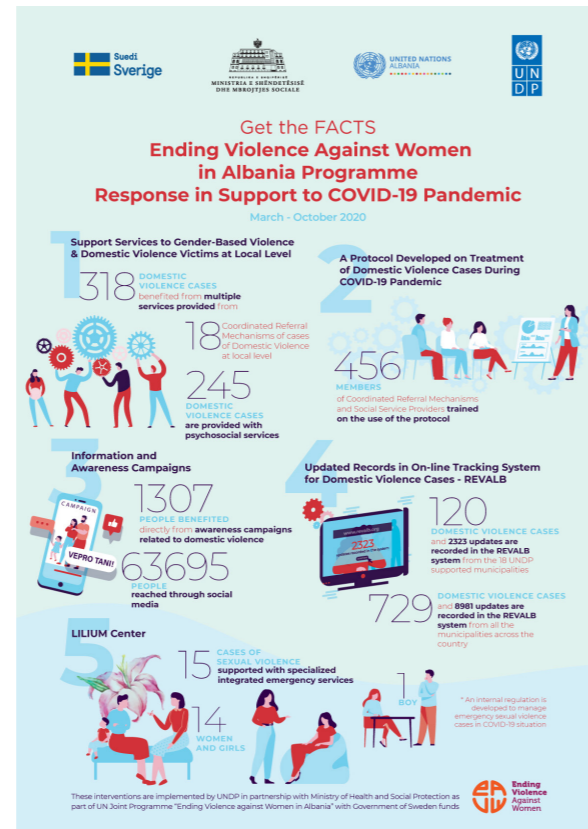 Suedi
Sverige
REPUBLIKA E SHQIPËRISË
MINISTRIA E SHËNDETËSISË
DHE MBROJTJES SOCIALE
UNITED NATIONS
ALBANIA
U N
D P
Get the FACTS
Ending Violence Against Women
in Albania Programme
Response in Support to COVID-19 Pandemic
March - October 2020
1
Support Services to Gender-Based Violence
& Domestic Violence Victims at Local Level
318
DOMESTIC
VIOLENCE CASES
benefited from multiple
services provided from
18
Coordinated Referral
Mechanisms of cases
of Domestic Violence
at local level
245
DOMESTIC
VIOLENCE CASES
are provided with
psychosocial services
2
A Protocol Developed on Treatment
of Domestic Violence Cases During
COVID-19 Pandemic
456
MEMBERS
of Coordinated Referral Mechanisms
and Social Service Providers trained
on the use of the protocol
3
Information and
Awareness Campaigns
CAMPAIGN
VEPRO TANI!
1307
PEOPLE BENEFITED
directly from awareness campaigns
related to domestic violence
63695
PEOPLE
reached through social
media
4
Updated Records in On-line Tracking System
for Domestic Violence Cases - REVALB
2323
120
DOMESTIC VIOLENCE CASES
and 2323 updates are
recorded in the REVALB
system from the 18 UNDP
supported municipalities
729
DOMESTIC VIOLENCE CASES
and 8981 updates are
recorded in the REVALB
system from all the
municipalities across the
country
5
LILIUM Center
15
CASES OF
SEXUAL VIOLENCE
supported with specialized
integrated emergency services
14
WOMEN
AND GIRLS
1
BOY
* An internal regulation is
developed to manage
emergency sexual violence
cases in COVID-19 situation
These interventions are implemented by UNDP in partnership with Ministry of Health and Social Protection as
part of UN Joint Programme "Ending Violence against Women in Albania" with Government of Sweden funds
Ending
Violence
Against
Women